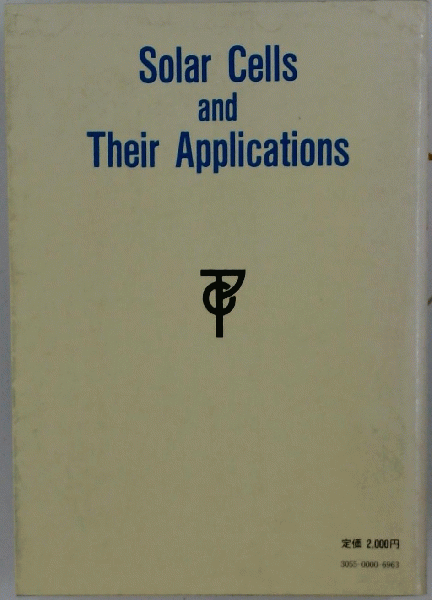 Solar Cells
and
Their Applications
定価 2,000円
3055-0000-6963